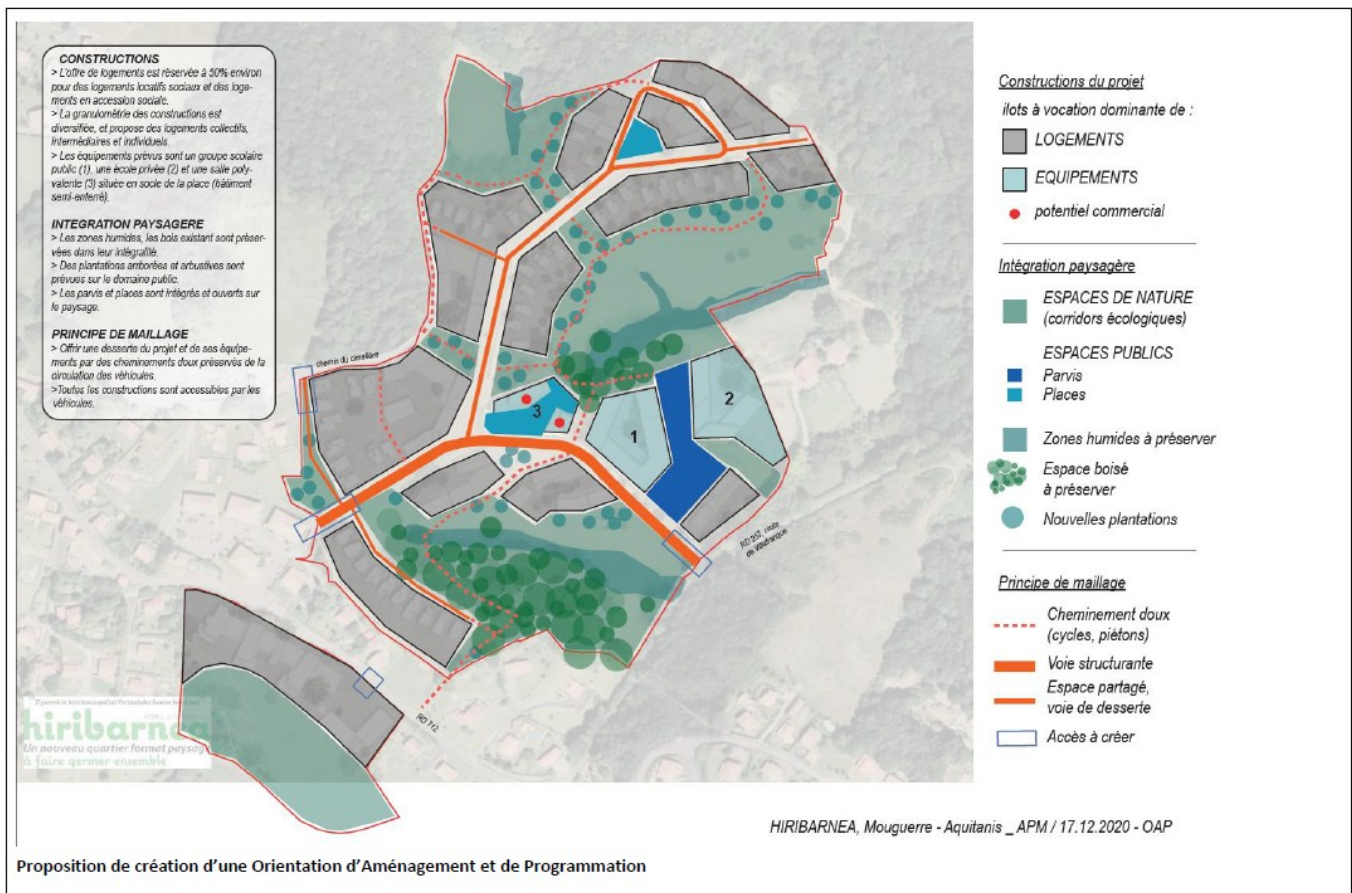 CONSTRUCTIONS
> L'offre de logements est réservée à 50% environ
pour des logements locatifs sociaux et des loge-
ments en accession sociale.
> La granulométrie des constructions est
diversifiée, et propose des logements collectifs,
intermédiaires et individuels.
> Les équipements prévus sont un groupe scolaire
public (1), une école privée (2) et une salle poly-
valente (3) située en socle de la place (bâtiment
semi-enterré).
INTEGRATION PAYSAGERE
> Les zones humides, les bois existant sont préser-
vées dans leur intégralité.
> Des plantations arborées et arbustives sont
prévues sur le domaine public.
> Les parvis et places sont intégrés et ouverts sur
le paysage.
PRINCIPE DE MAILLAGE
> Offrir une desserte du projet et de ses équipe-
ments par des cheminements doux préservés de la
circulation des véhicules.
>Toutes les constructions sont accessibles par les
véhicules.
chemin du
3
1
2
RD 257, route
de Villefranque
RD 712
hiribarnea
Un nouveau quartier format paysage
à faire germer ensemble
Constructions du projet
ilots à vocation dominante de :
LOGEMENTS
EQUIPEMENTS
potentiel commercial
Intégration paysagère
ESPACES DE NATURE
(corridors écologiques)
ESPACES PUBLICS
Parvis
Places
Zones humides à préserver
Espace boisé
à préserver
Nouvelles plantations
Principe de maillage
Cheminement doux
(cycles, piétons)
Voie structurante
Espace partagé,
voie de desserte
Accès à créer
HIRIBARNEA, Mouguerre - Aquitanis _ APM / 17.12.2020 - OAP
Proposition de création d'une Orientation d'Aménagement et de Programmation